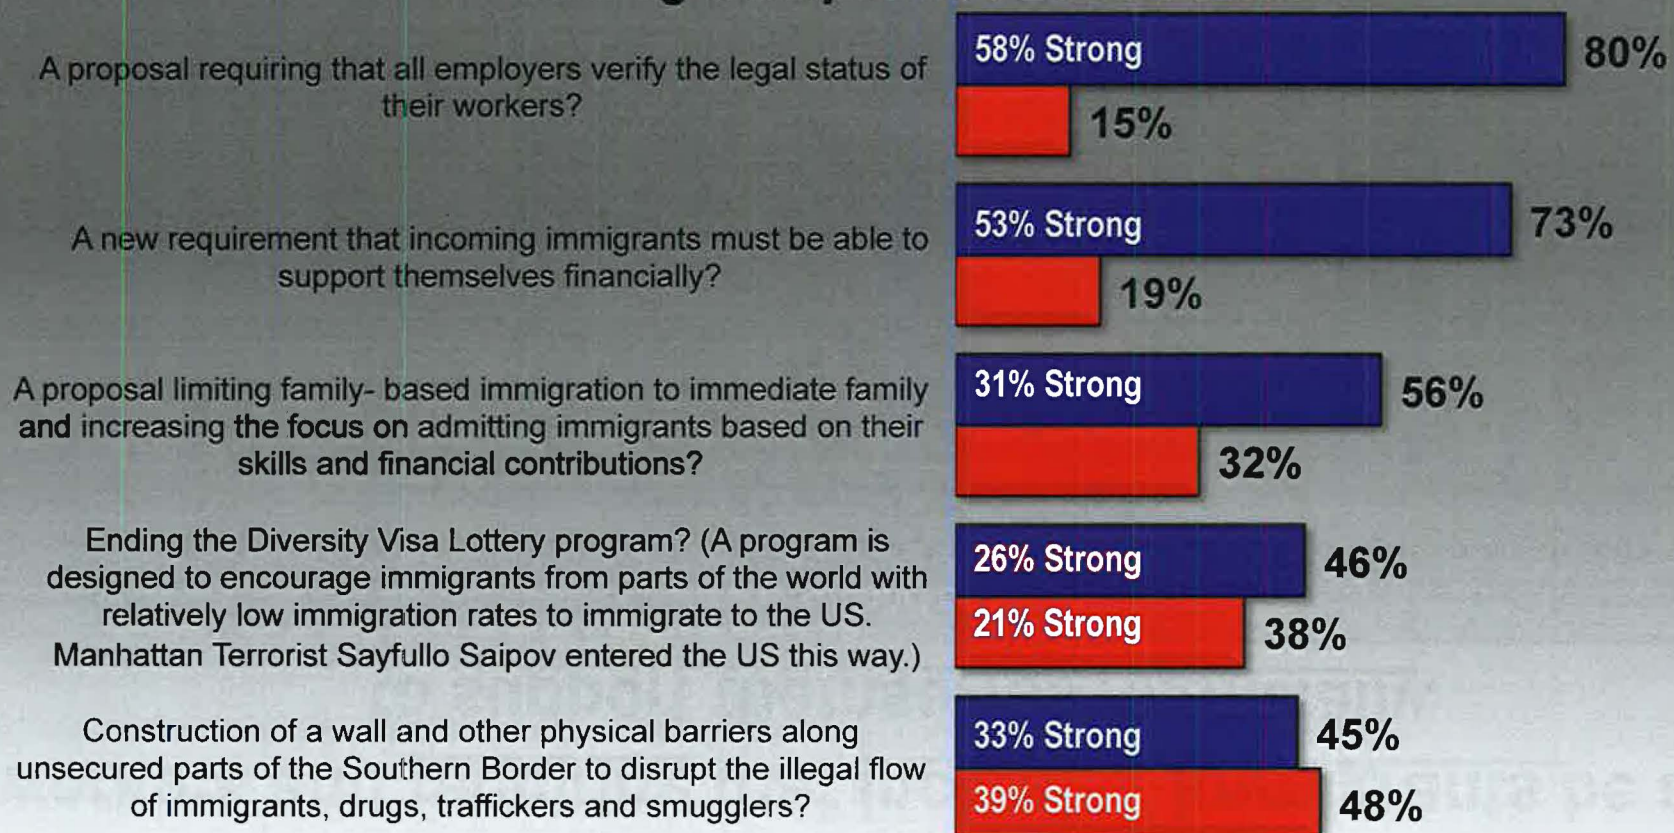 A proposal requiring that all employers verify the legal status of
their workers?
58% Strong
80%
15%
A new requirement that incoming immigrants must be able to
support themselves financially?
53% Strong
73%
19%
A proposal limiting family- based immigration to immediate family
and increasing the focus on admitting immigrants based on their
skills and financial contributions?
31% Strong
56%
32%
Ending the Diversity Visa Lottery program? (A program is
designed to encourage immigrants from parts of the world with
relatively low immigration rates to immigrate to the US.
Manhattan Terrorist Sayfullo Saipov entered the US this way.)
26% Strong
46%
21% Strong
38%
Construction of a wall and other physical barriers along
unsecured parts of the Southern Border to disrupt the illegal flow
of immigrants, drugs, traffickers and smugglers?
33% Strong
45%
39% Strong
48%